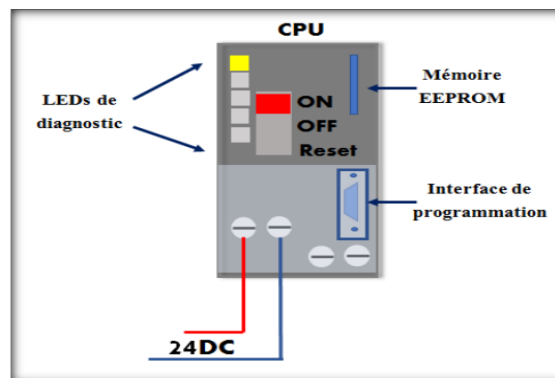 CPU
LEDs de
diagnostic
ON
OFF
Reset
Mémoire
EEPROM
Interface de
programmation
24DC